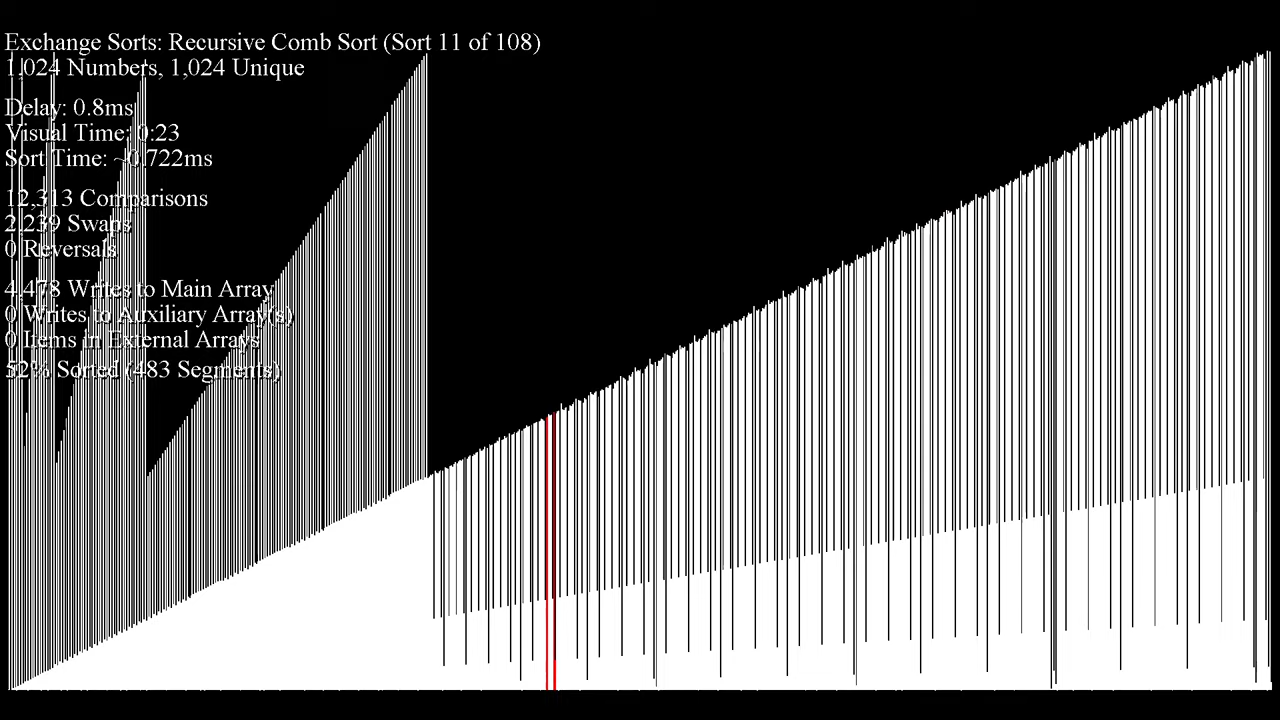 Exchange Sorts: Recursive Comb Sort (Sort 11 of 108)
1,024 Numbers, 1,024 Unique
Delay: 0.8ms
Visual Time: 0:23
Sort Time: ~0.722ms
12,313 Comparisons
2,239 Swaps
0 Reversals
4,478 Writes to Main Array
0 Writes to Auxiliary Array(s)
0 Items in External Arrays
52% Sorted (483 Segments)